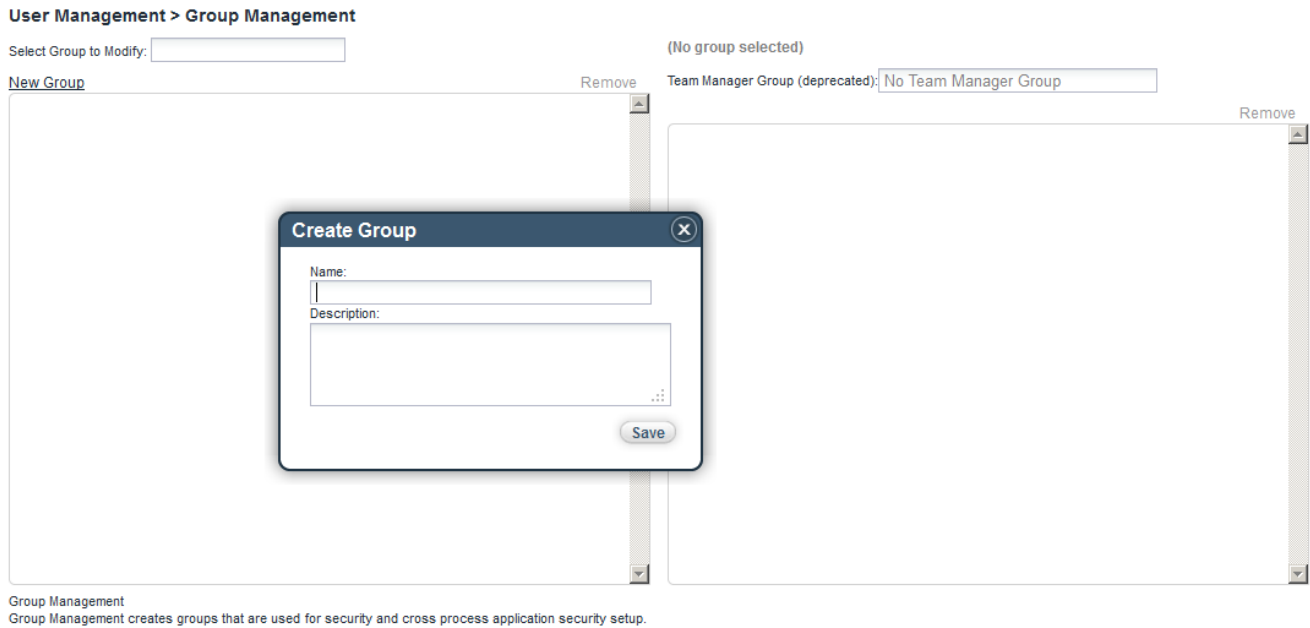 User Management > Group Management
Select Group to Modify:
(No group selected)
New Group
Remove
Team Manager Group (deprecated): No Team Manager Group
Remove
Create Group
Name:
Description:
Save
Group Management
Group Management creates groups that are used for security and cross process application security setup.